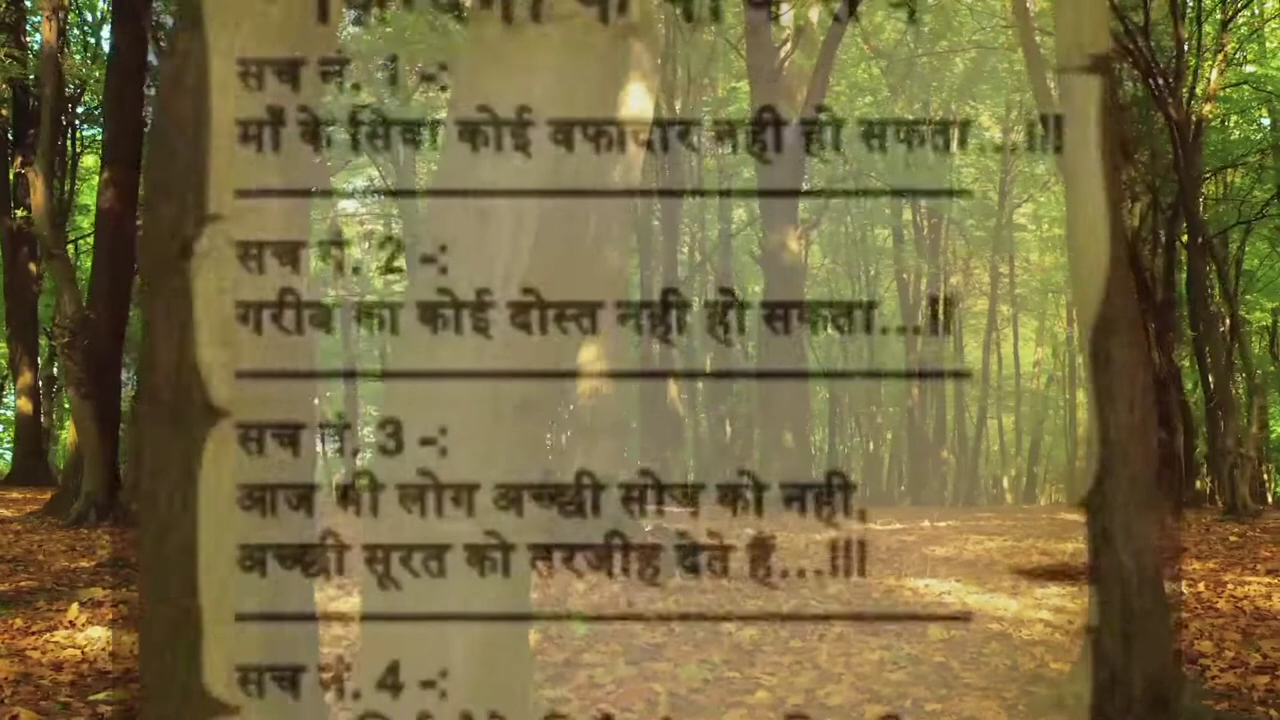 सच नं. 1 -:
माँ के सिवा कोई वफादार नही हो सकता...!!!
सच नं. 2 -:
गरीब का कोई दोस्त नही हो सकता...!!
सच नं. 3 -:
आज भी लोग अच्छी सोच को नही,
अच्छी सूरत को तरजीह देते हैं...!!!
सच नं. 4 -: